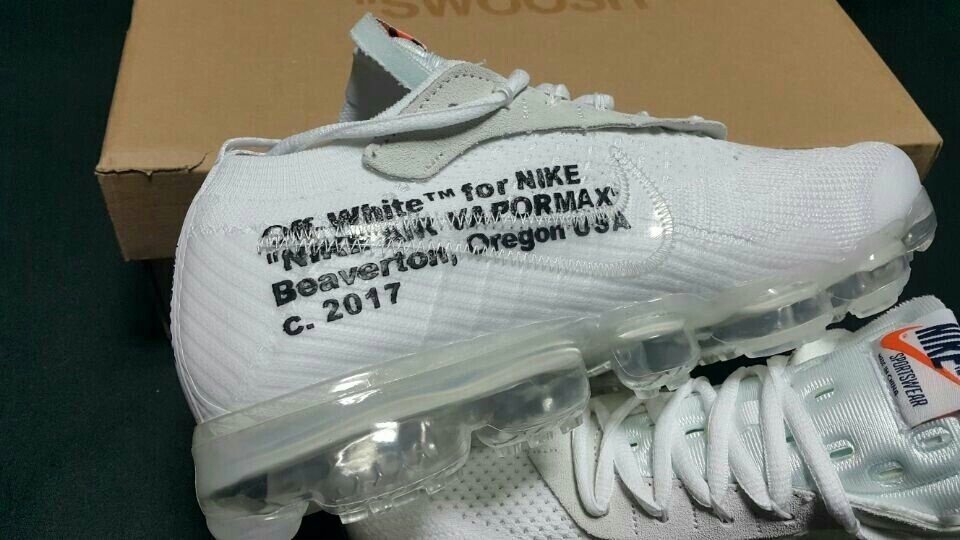 "SWOOSH"
Off-White™ for NIKE
"NIKE AIR VAPORMAX"
Beaverton, Oregon USA
c. 2017
NIKE
SPORTSWEAR